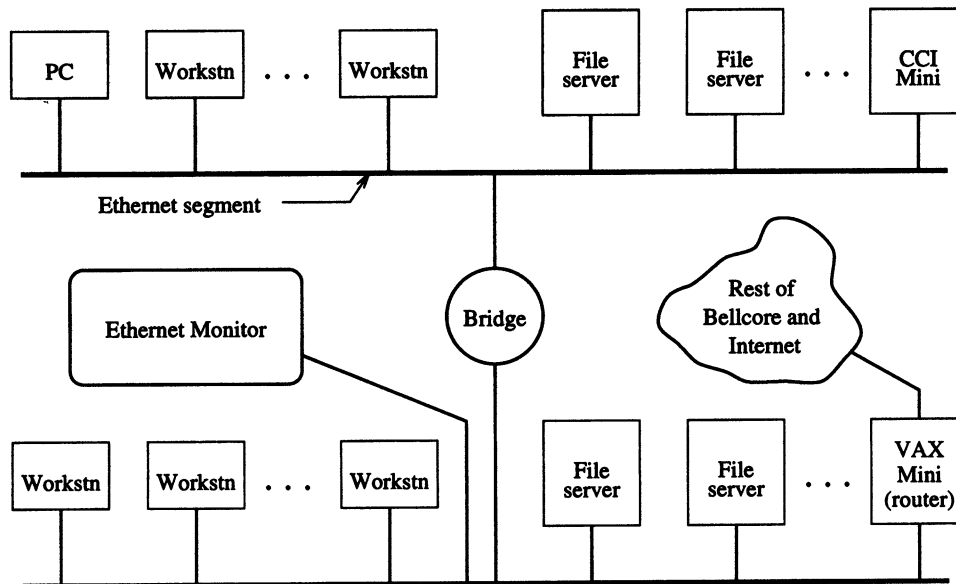 PC
Workstn
. . .
Workstn
File
server
File
server
. . .
CCI
Mini
Ethernet segment
Ethernet Monitor
Bridge
Rest of
Bellcore and
Internet
Workstn
Workstn
. . .
Workstn
File
server
File
server
. . .
VAX
Mini
(router)